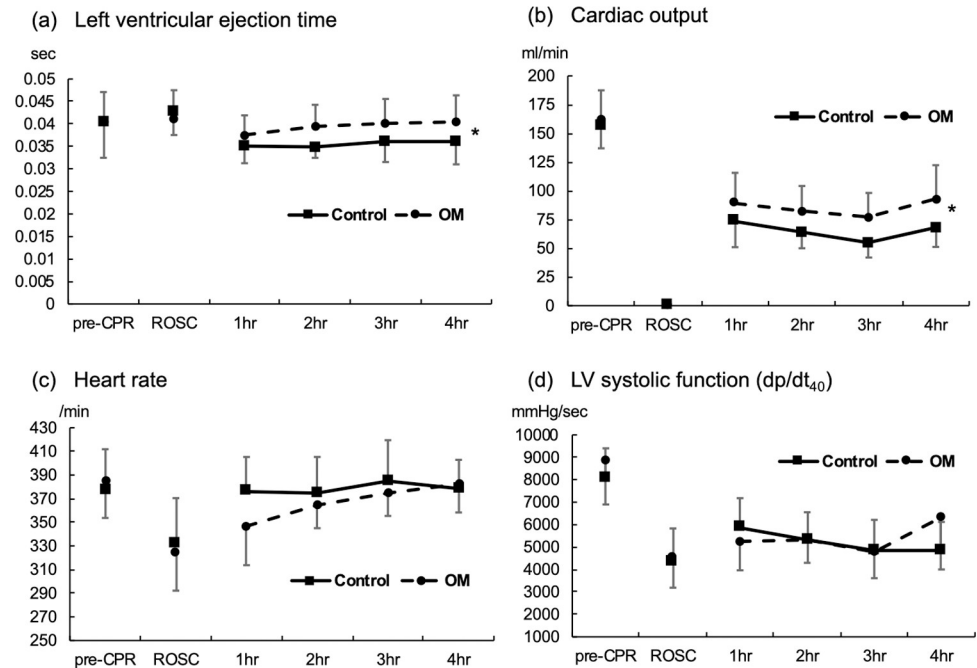 (a) Left ventricular ejection time
sec
0.05
0.045
0.04
0.035
0.03
0.025
0.02
0.015
0.01
0.005
0
*
Control OM
pre-CPR ROSC 1hr 2hr 3hr 4hr
(b) Cardiac output
ml/min
200
175
150
125
100
75
50
25
0
Control OM
*
pre-CPR ROSC 1hr 2hr 3hr 4hr
(c) Heart rate
/min
430
410
390
370
350
330
310
290
270
250
Control OM
pre-CPR ROSC 1hr 2hr 3hr 4hr
(d) LV systolic function (dp/dt₄₀)
mmHg/sec
10000
9000
8000
7000
6000
5000
4000
3000
2000
1000
Control OM
pre-CPR ROSC 1hr 2hr 3hr 4hr